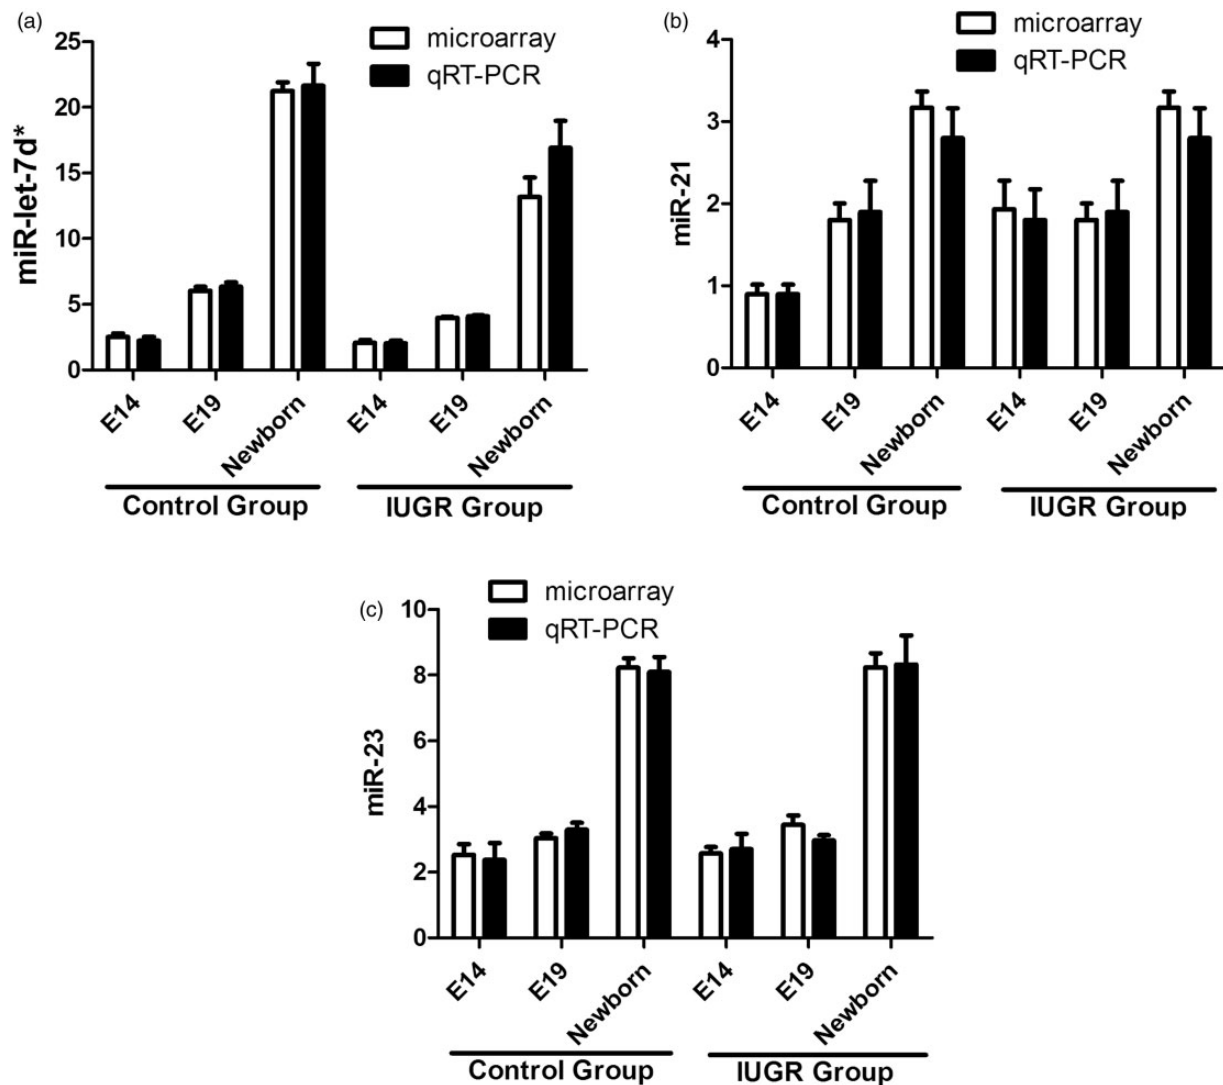 (a)
microarray
qRT-PCR
miR-let-7d*
25
20
15
10
5
0
E14
E19
Newborn
E14
E19
Newborn
Control Group
IUGR Group
(b)
microarray
qRT-PCR
miR-21
4
3
2
1
0
E14
E19
Newborn
E14
E19
Newborn
Control Group
IUGR Group
(c)
microarray
qRT-PCR
miR-23
10
8
6
4
2
0
E14
E19
Newborn
E14
E19
Newborn
Control Group
IUGR Group